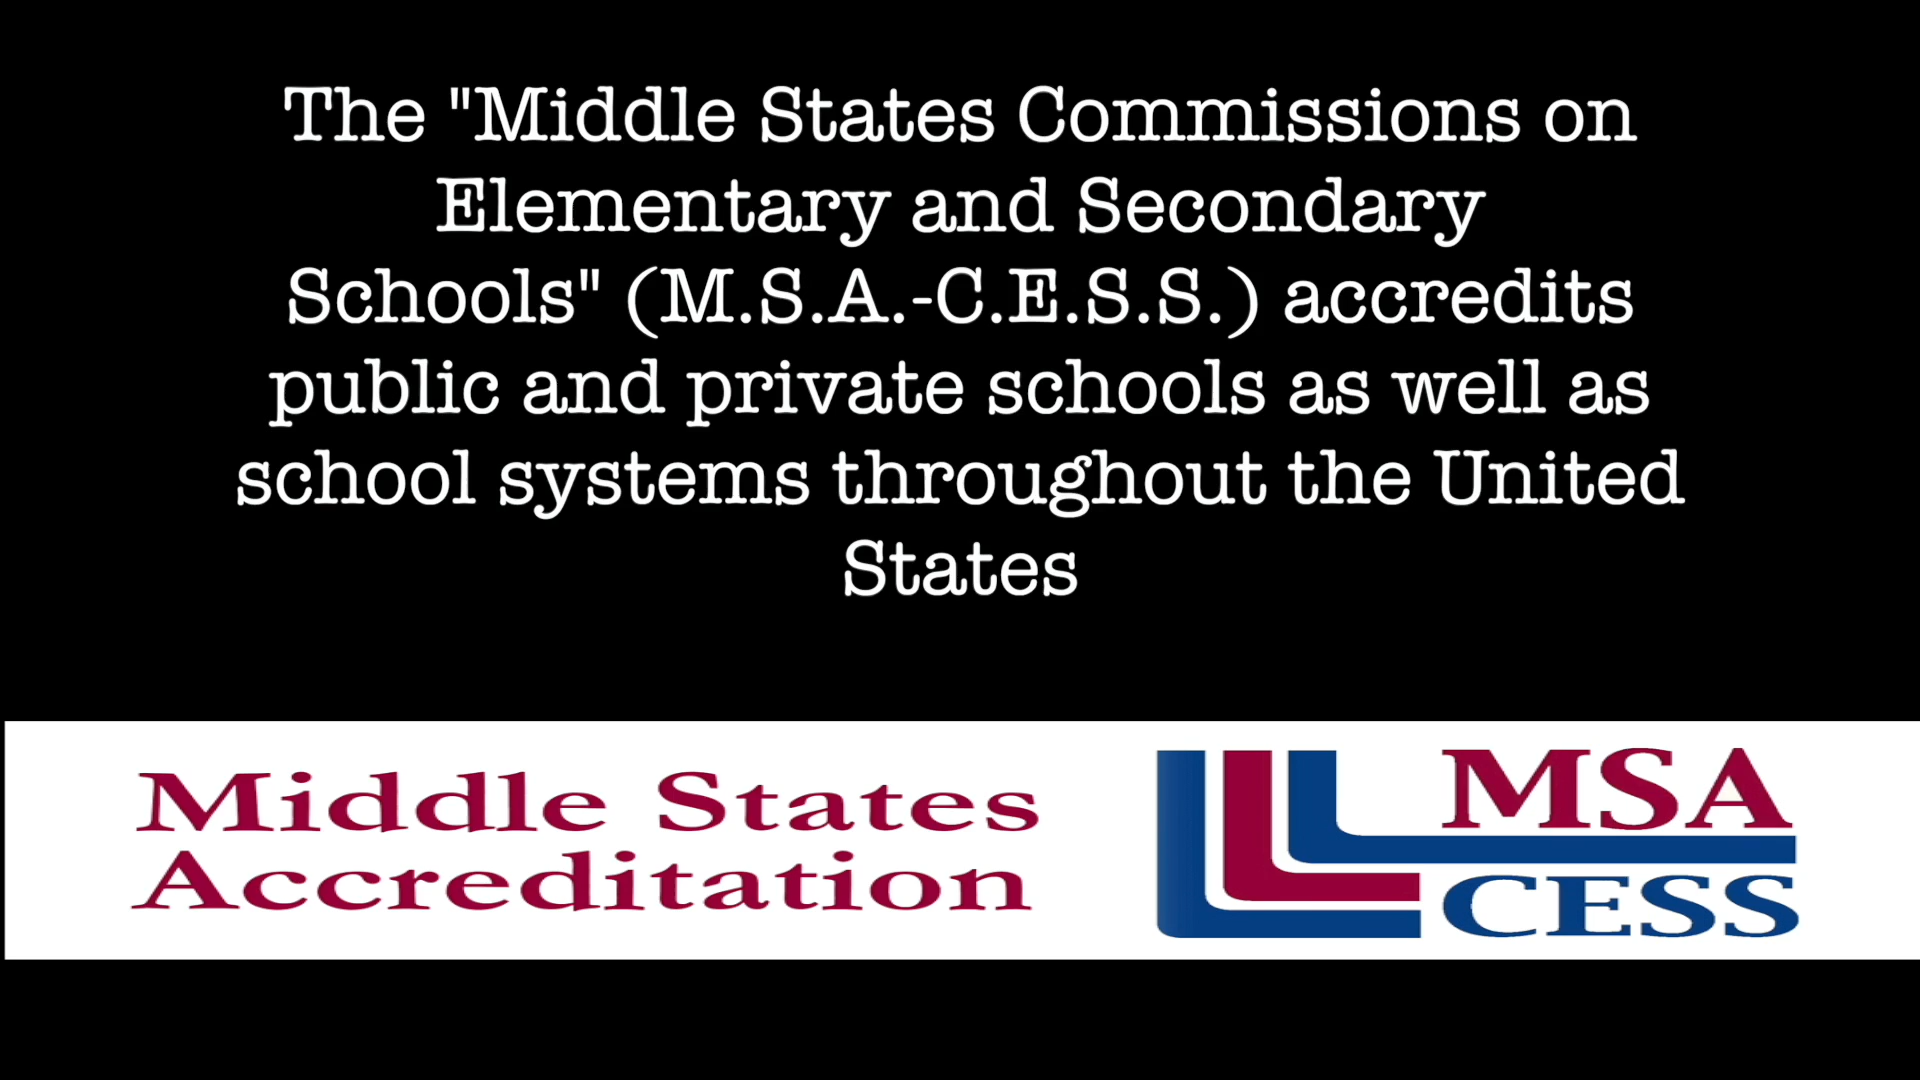 The "Middle States Commissions on
Elementary and Secondary
Schools" (M.S.A.-C.E.S.S.) accredits
public and private schools as well as
school systems throughout the United
States
Middle States
Accreditation
MSA
CESS